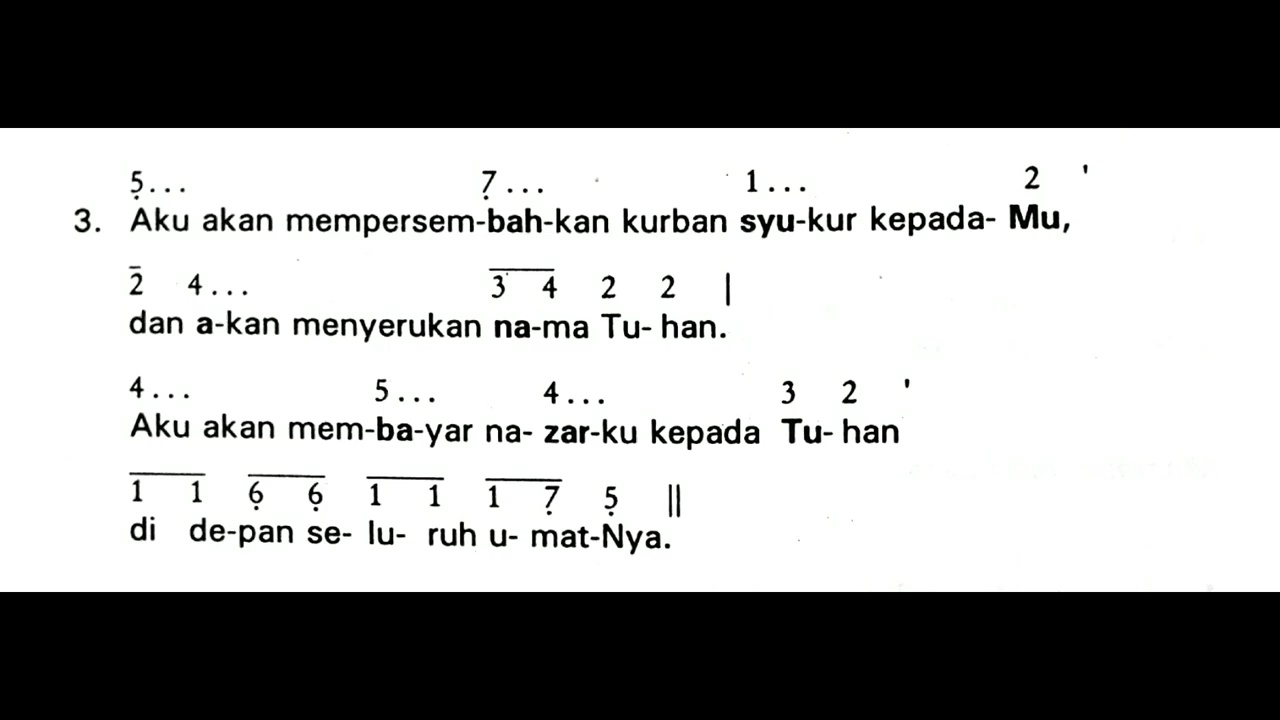 5̣... 7̣... 1... 2 '
3. Aku akan mempersem-bah-kan kurban syu-kur kepada- Mu,
2̅ 4... 3 4 2 2 |
dan a-kan menyerukan na-ma Tu- han.
4... 5... 4... 3 2 '
Aku akan mem-ba-yar na- zar-ku kepada Tu- han
1 1 6̣ 6̣ 1 1 1 7̣ 5̣ ||
di de-pan se- lu- ruh u- mat-Nya.